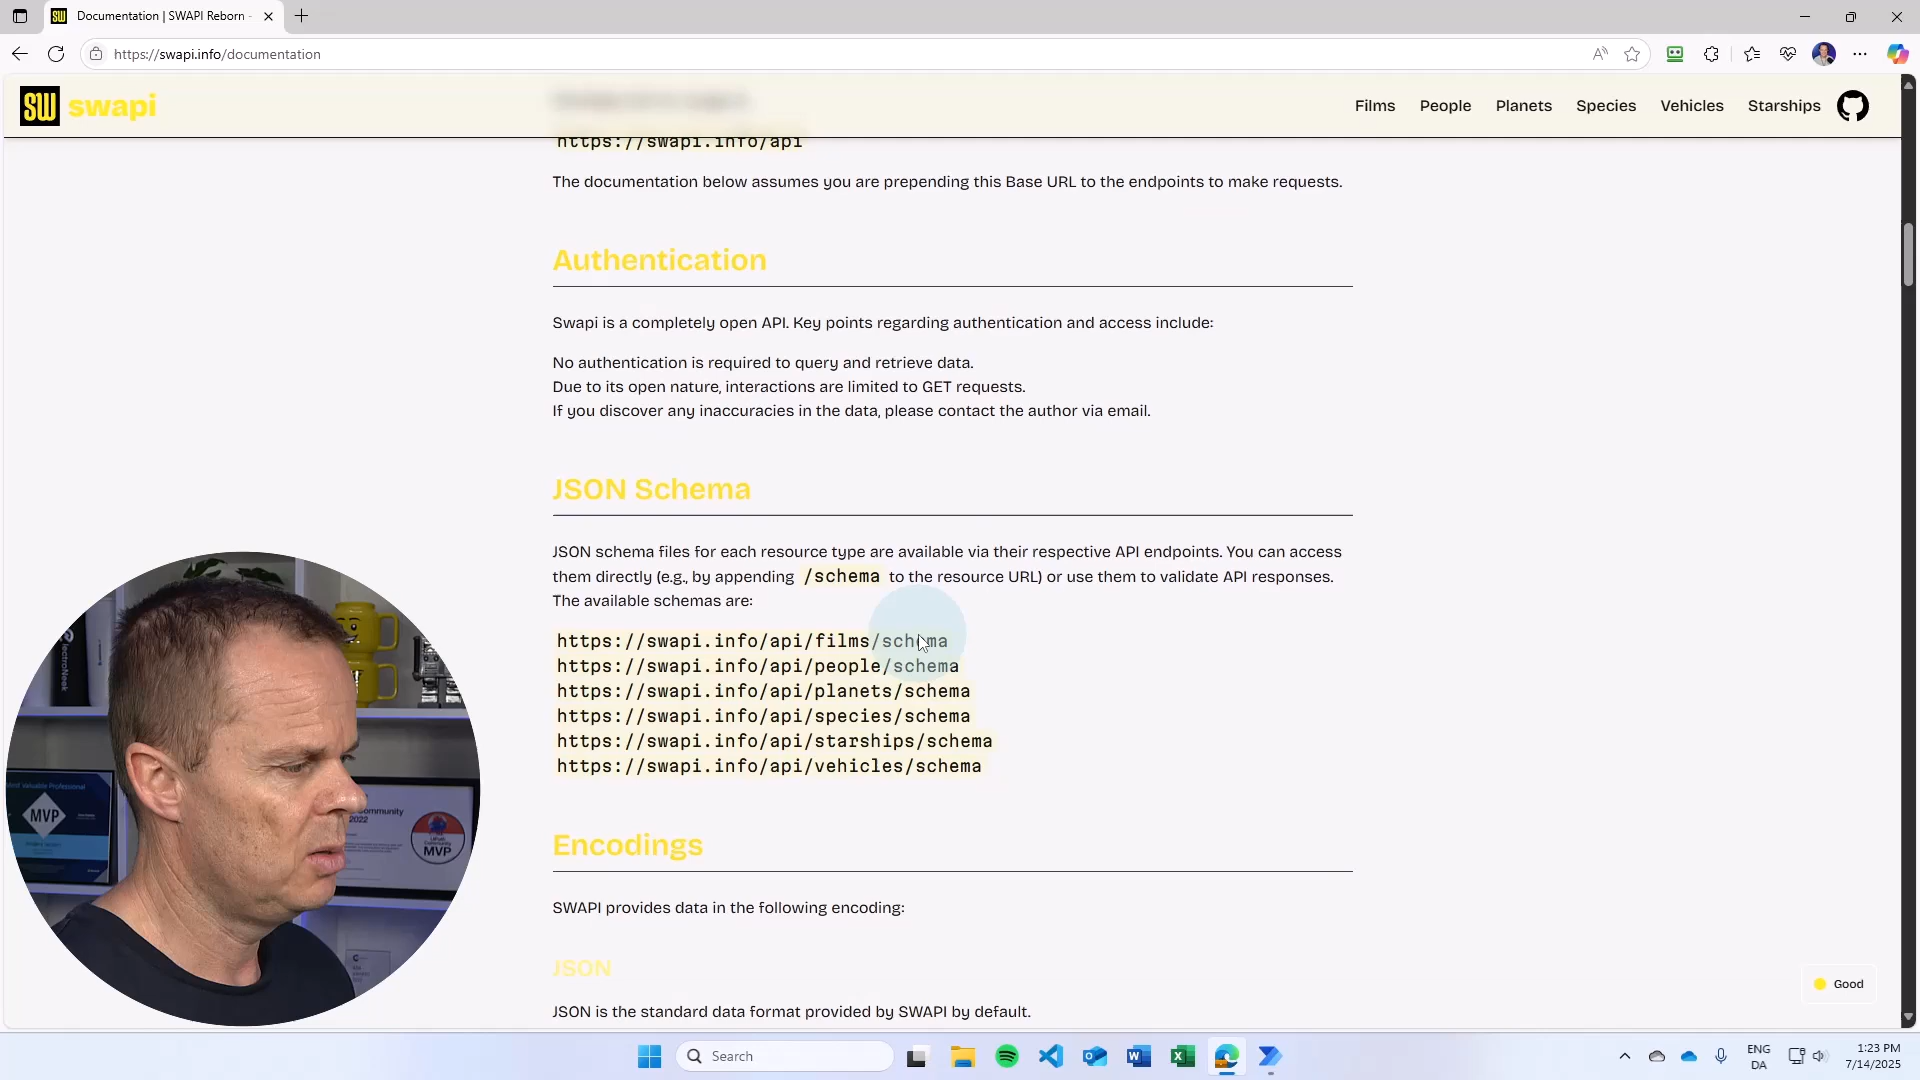 Documentation | SWAPI Reborn -
https://swapi.info/documentation
SW swapi
Films People Planets Species Vehicles Starships
https://swapi.info/api
The documentation below assumes you are prepending this Base URL to the endpoints to make requests.
Authentication
Swapi is a completely open API. Key points regarding authentication and access include:
No authentication is required to query and retrieve data.
Due to its open nature, interactions are limited to GET requests.
If you discover any inaccuracies in the data, please contact the author via email.
JSON Schema
JSON schema files for each resource type are available via their respective API endpoints. You can access
them directly (e.g., by appending /schema to the resource URL) or use them to validate API responses.
The available schemas are:
https://swapi.info/api/films/schema
https://swapi.info/api/people/schema
https://swapi.info/api/planets/schema
https://swapi.info/api/species/schema
https://swapi.info/api/starships/schema
https://swapi.info/api/vehicles/schema
Encodings
SWAPI provides data in the following encoding:
JSON
JSON is the standard data format provided by SWAPI by default.
Good
lectroNeek
Most Valuable Professional
MVP
Community
2022
MVP
Search
ENG
DA
1:23 PM
7/14/2025